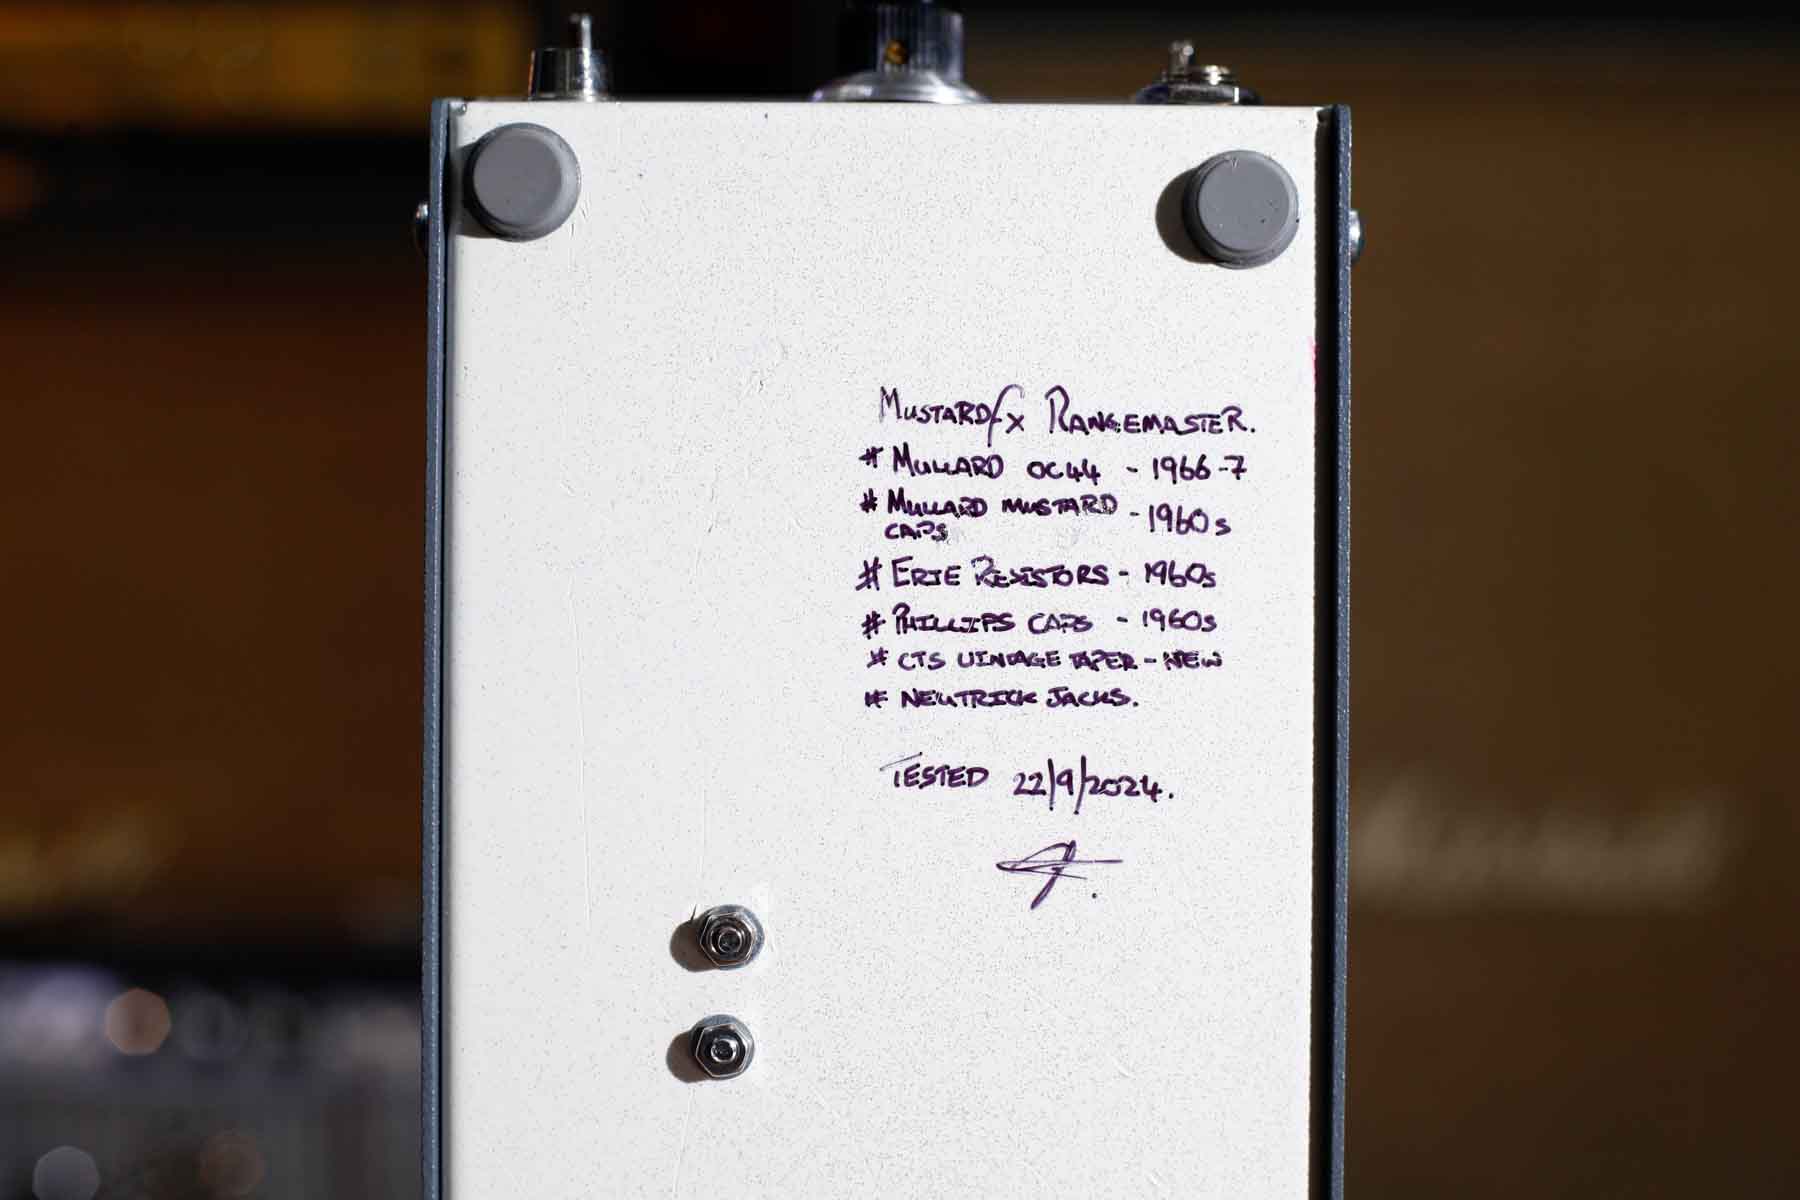 MUSTARDfx RANGEMASTER.
# MULLARD OC44 - 1966-7
# MULLARD MUSTARD - 1960s
CAPS
# ERIE RESISTORS - 1960s
# PHILLIPS CAPS - 1960s
# CTS VINTAGE TAPER - NEW
# NEUTRICK JACKS.
TESTED 22/9/2024.